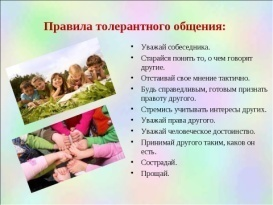 Правила толерантного общения:
• Уважай собеседника.
• Старайся понять то, о чем говорят
другие.
• Отстаивай свое мнение тактично.
• Будь справедливым, готовым признать
правоту другого.
• Стремись учитывать интересы других.
• Уважай права другого.
• Уважай человеческое достоинство.
• Принимай другого таким, каков он
есть.
• Сострадай.
• Прощай.